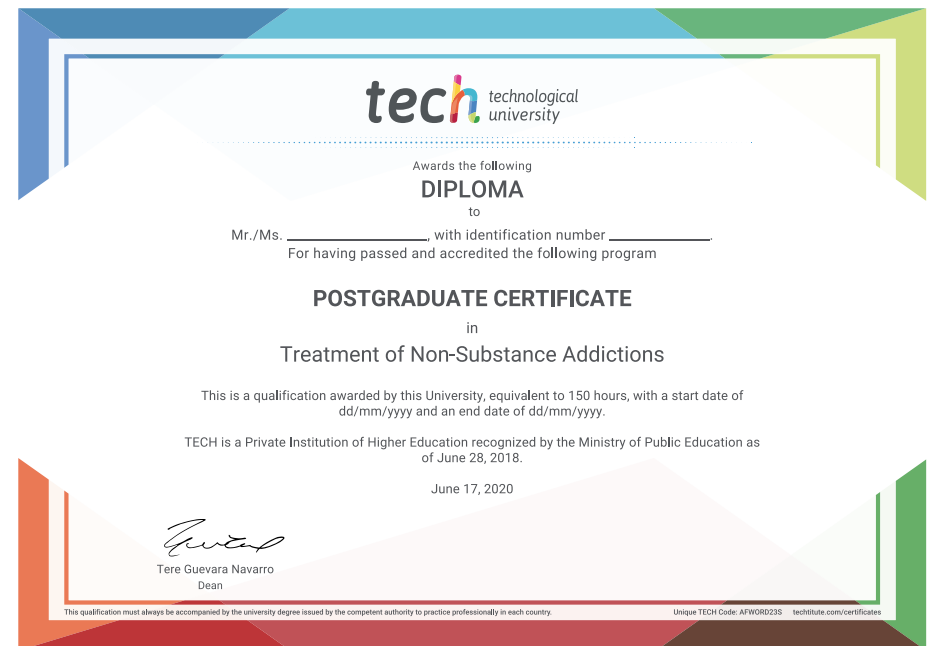 tech technological
university
Awards the following
DIPLOMA
to
Mr./Ms. ________________, with identification number ____________.
For having passed and accredited the following program
POSTGRADUATE CERTIFICATE
in
Treatment of Non-Substance Addictions
This is a qualification awarded by this University, equivalent to 150 hours, with a start date of
dd/mm/yyyy and an end date of dd/mm/yyyy.
TECH is a Private Institution of Higher Education recognized by the Ministry of Public Education as
of June 28, 2018.
June 17, 2020
Tere Guevara Navarro
Dean
This qualification must always be accompanied by the university degree issued by the competent authority to practice professionally in each country.
Unique TECH Code: AFWORD23S techtitute.com/certificates